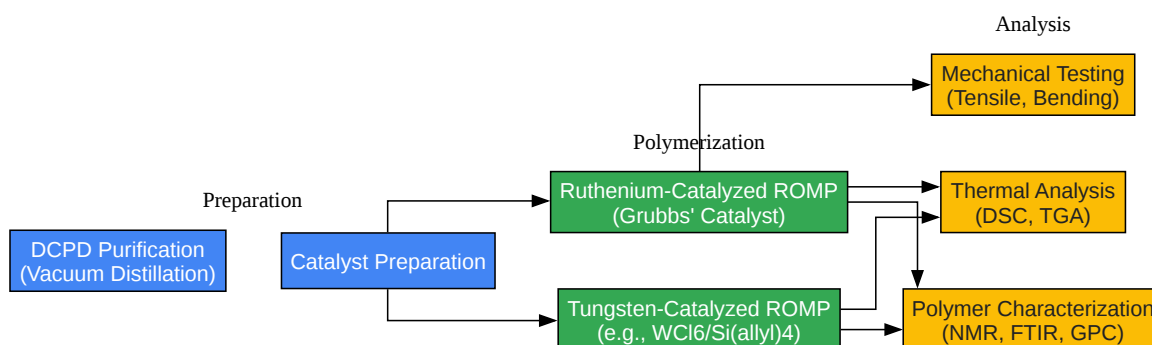 Analysis
Mechanical Testing
(Tensile, Bending)
Polymerization
Ruthenium-Catalyzed ROMP
(Grubbs' Catalyst)
Thermal Analysis
(DSC, TGA)
Preparation
DCPD Purification
(Vacuum Distillation)
Catalyst Preparation
Tungsten-Catalyzed ROMP
(e.g., WCl6/Si(allyl)4)
Polymer Characterization
(NMR, FTIR, GPC)